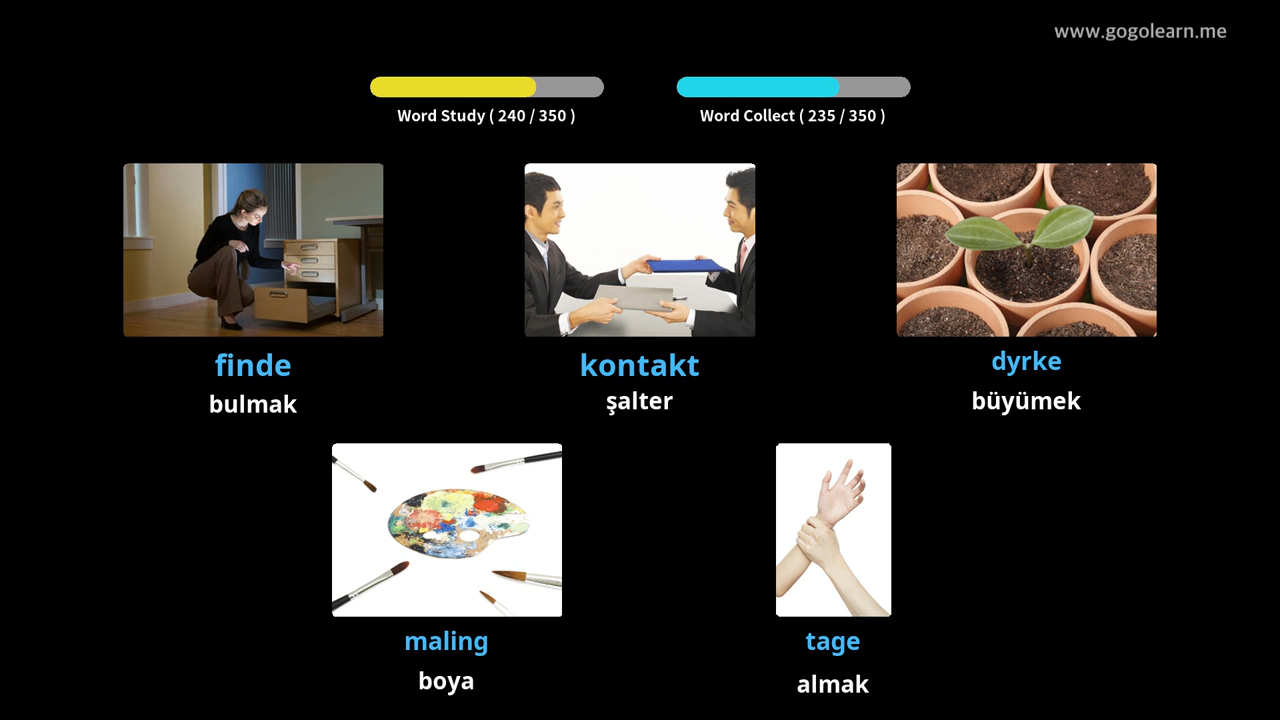 www.gogolearn.me
Word Study ( 240 / 350 )
Word Collect ( 235 / 350 )
finde
bulmak
kontakt
şalter
dyrke
büyümek
maling
boya
tage
almak